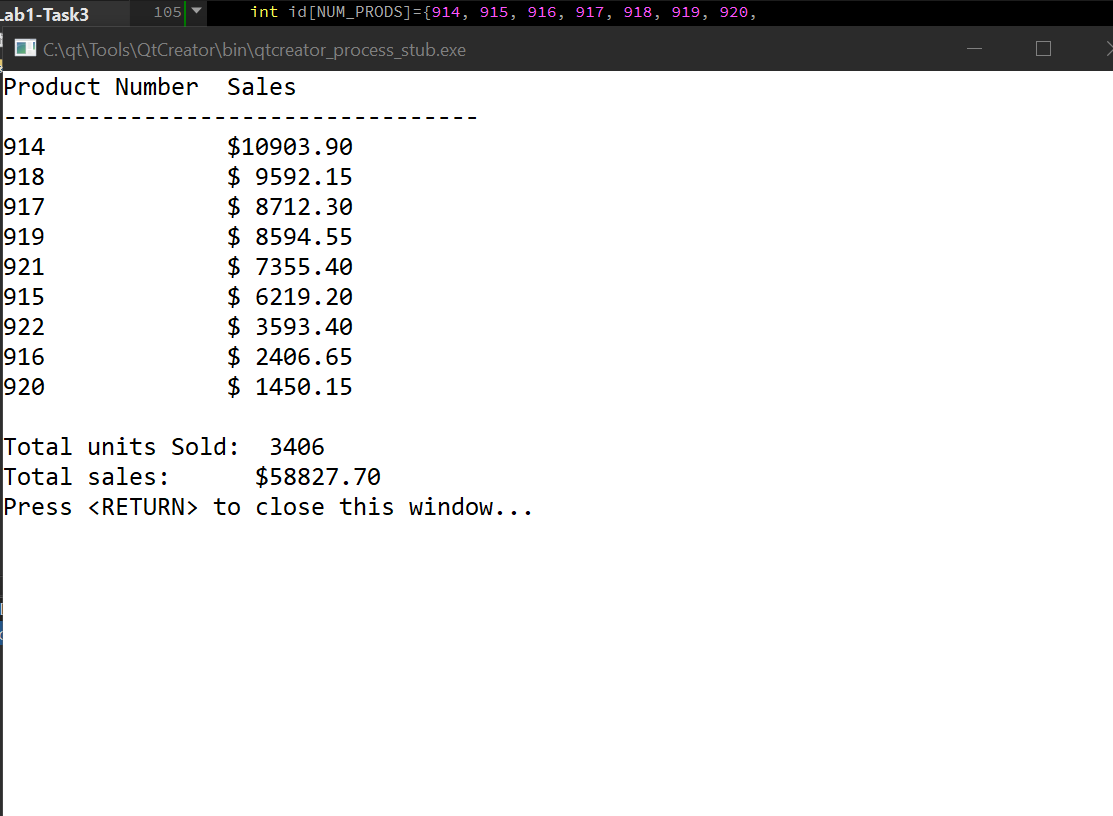 Lab1-Task3 105 int id[NUM_PRODS]={914, 915, 916, 917, 918, 919, 920,
C:\qt\Tools\QtCreator\bin\qtcreator_process_stub.exe
Product Number  Sales
----------------------------------
914             $10903.90
918             $ 9592.15
917             $ 8712.30
919             $ 8594.55
921             $ 7355.40
915             $ 6219.20
922             $ 3593.40
916             $ 2406.65
920             $ 1450.15
Total units Sold:  3406
Total sales:      $58827.70
Press <RETURN> to close this window...